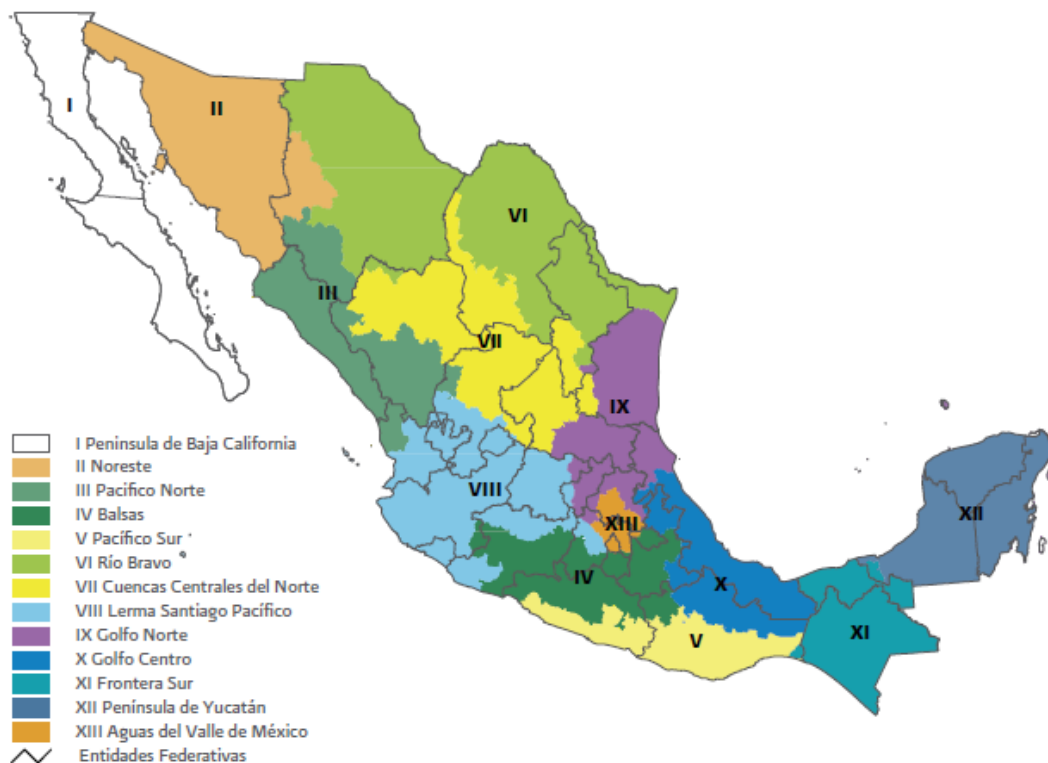 I
II
VI
III
VII
IX
VIII
XIII
XII
IV
X
V
XI
I Peninsula de Baja California
II Noreste
III Pacifico Norte
IV Balsas
V Pacífico Sur
VI Río Bravo
VII Cuencas Centrales del Norte
VIII Lerma Santiago Pacífico
IX Golfo Norte
X Golfo Centro
XI Frontera Sur
XII Península de Yucatán
XIII Aguas del Valle de México
Entidades Federativas